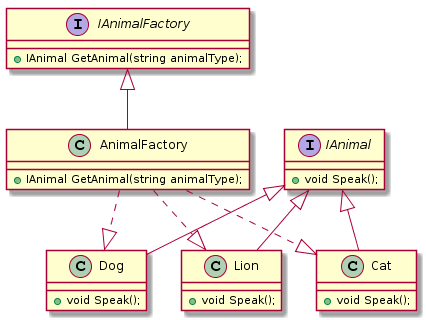 I IAnimalFactory
IAnimal GetAnimal(string animalType);
C AnimalFactory
IAnimal GetAnimal(string animalType);
I IAnimal
void Speak();
C Dog
void Speak();
C Lion
void Speak();
C Cat
void Speak();